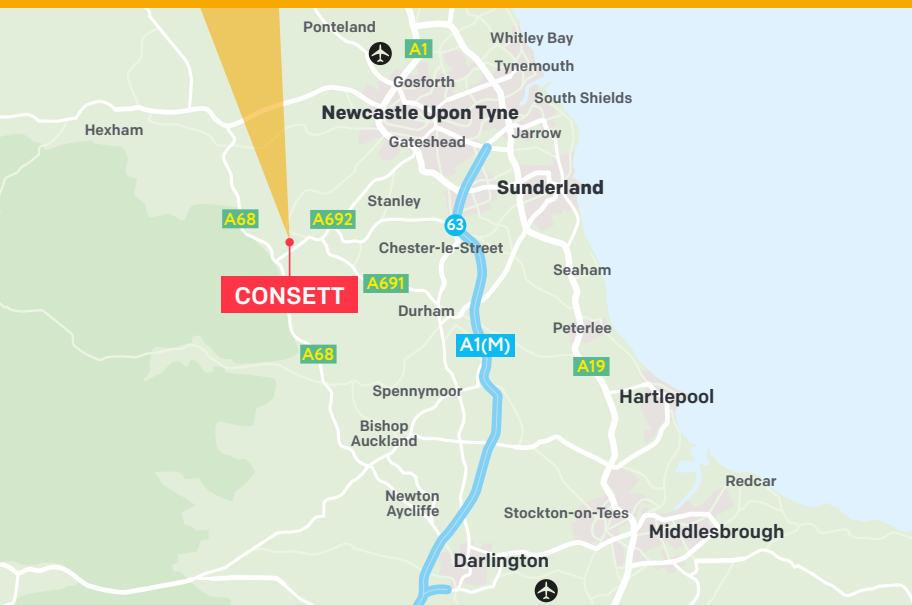 Ponteland
Whitley Bay
A1
Tynemouth
Gosforth
South Shields
Newcastle Upon Tyne
Hexham
Jarrow
Gateshead
Sunderland
Stanley
A68
A692
63
Chester-le-Street
Seaham
A691
CONSETT
Durham
Peterlee
A1(M)
A68
A19
Spennymoor
Hartlepool
Bishop
Auckland
Redcar
Newton
Aycliffe
Stockton-on-Tees
Middlesbrough
Darlington